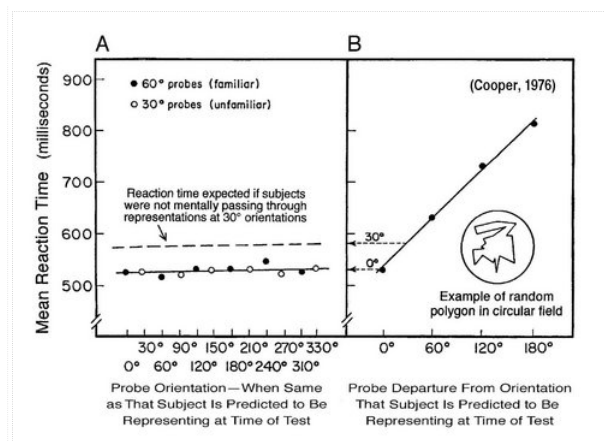 A
B
900
800
700
600
500
Mean Reaction Time (milliseconds)
● 60° probes (familiar)
○ 30° probes (unfamiliar)
Reaction time expected if subjects
were not mentally passing through
representations at 30° orientations
30° 90° 150° 210° 270° 330°
0° 60° 120° 180° 240° 310°
Probe Orientation—When Same
as That Subject Is Predicted to Be
Representing at Time of Test
(Cooper, 1976)
30°
0°
Example of random
polygon in circular field
0° 60° 120° 180°
Probe Departure From Orientation
That Subject Is Predicted to Be
Representing at Time of Test